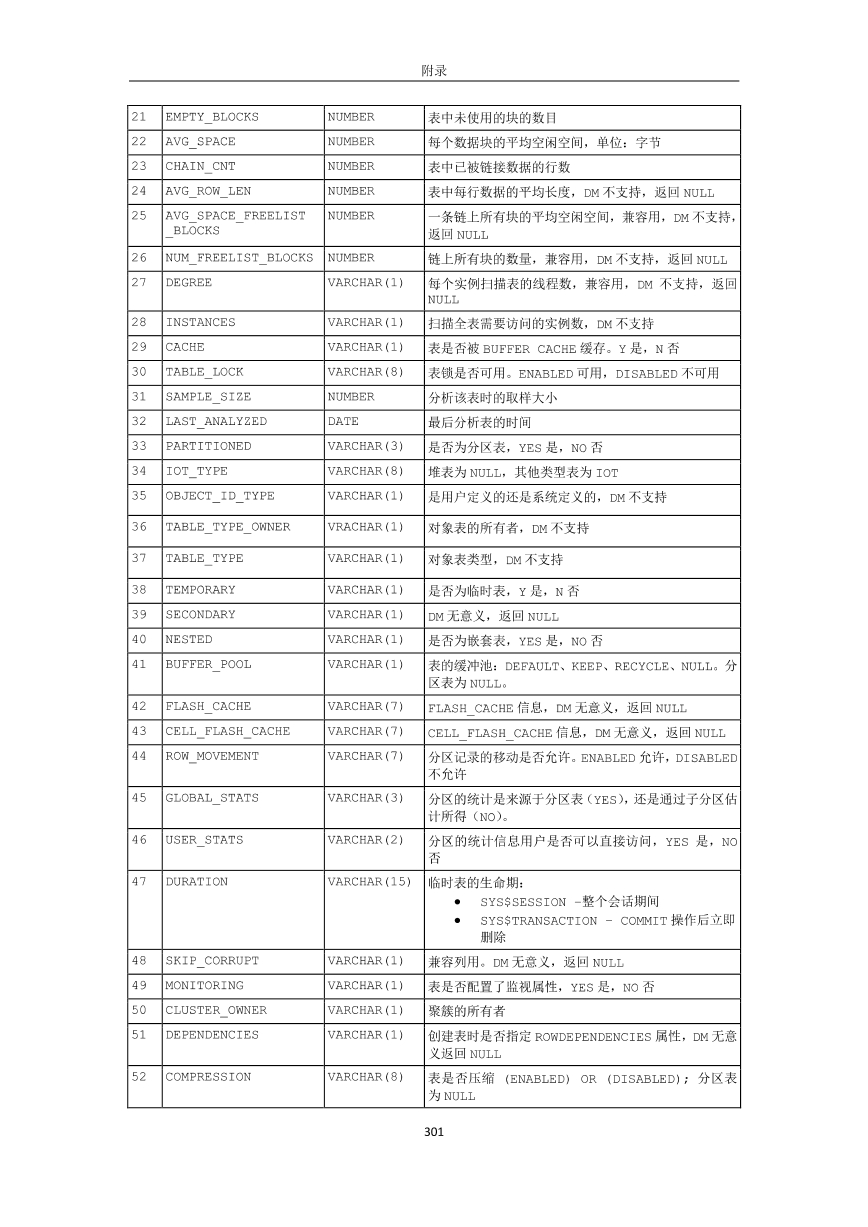 附录
21 EMPTY_BLOCKS NUMBER 表中未使用的块的数目
22 AVG_SPACE NUMBER 每个数据块的平均空闲空间，单位：字节
23 CHAIN_CNT NUMBER 表中已被链接数据的行数
24 AVG_ROW_LEN NUMBER 表中每行数据的平均长度，DM 不支持，返回 NULL
25 AVG_SPACE_FREELIST NUMBER 一条链上所有块的平均空闲空间，兼容用，DM 不支持，
_BLOCKS 返回 NULL
26 NUM_FREELIST_BLOCKS NUMBER 链上所有块的数量，兼容用，DM 不支持，返回 NULL
27 DEGREE VARCHAR(1) 每个实例扫描表的线程数，兼容用，DM 不支持，返回
NULL
28 INSTANCES VARCHAR(1) 扫描全表需要访问的实例数，DM 不支持
29 CACHE VARCHAR(1) 表是否被 BUFFER CACHE 缓存。Y 是，N 否
30 TABLE_LOCK VARCHAR(8) 表锁是否可用。ENABLED 可用，DISABLED 不可用
31 SAMPLE_SIZE NUMBER 分析该表时的取样大小
32 LAST_ANALYZED DATE 最后分析表的时间
33 PARTITIONED VARCHAR(3) 是否为分区表，YES 是，NO 否
34 IOT_TYPE VARCHAR(8) 堆表为 NULL，其他类型表为 IOT
35 OBJECT_ID_TYPE VARCHAR(1) 是用户定义的还是系统定义的，DM 不支持
36 TABLE_TYPE_OWNER VRACHAR(1) 对象表的所有者，DM 不支持
37 TABLE_TYPE VARCHAR(1) 对象表类型，DM 不支持
38 TEMPORARY VARCHAR(1) 是否为临时表，Y 是，N 否
39 SECONDARY VARCHAR(1) DM 无意义，返回 NULL
40 NESTED VARCHAR(1) 是否为嵌套表，YES 是，NO 否
41 BUFFER_POOL VARCHAR(1) 表的缓冲池：DEFAULT、KEEP、RECYCLE、NULL。分
区表为 NULL。
42 FLASH_CACHE VARCHAR(7) FLASH_CACHE 信息，DM 无意义，返回 NULL
43 CELL_FLASH_CACHE VARCHAR(7) CELL_FLASH_CACHE 信息，DM 无意义，返回 NULL
44 ROW_MOVEMENT VARCHAR(7) 分区记录的移动是否允许。ENABLED 允许，DISABLED
不允许
45 GLOBAL_STATS VARCHAR(3) 分区的统计是来源于分区表（YES），还是通过子分区估
计所得（NO）。
46 USER_STATS VARCHAR(2) 分区的统计信息用户是否可以直接访问，YES 是，NO
否
47 DURATION VARCHAR(15) 临时表的生命期：
● SYS$SESSION –整个会话期间
● SYS$TRANSACTION – COMMIT 操作后立即
删除
48 SKIP_CORRUPT VARCHAR(1) 兼容列用。DM 无意义，返回 NULL
49 MONITORING VARCHAR(1) 表是否配置了监视属性，YES 是，NO 否
50 CLUSTER_OWNER VARCHAR(1) 聚簇的所有者
51 DEPENDENCIES VARCHAR(1) 创建表时是否指定 ROWDEPENDENCIES 属性，DM 无意
义返回 NULL
52 COMPRESSION VARCHAR(8) 表是否压缩 (ENABLED) OR (DISABLED)；分区表
为 NULL
301